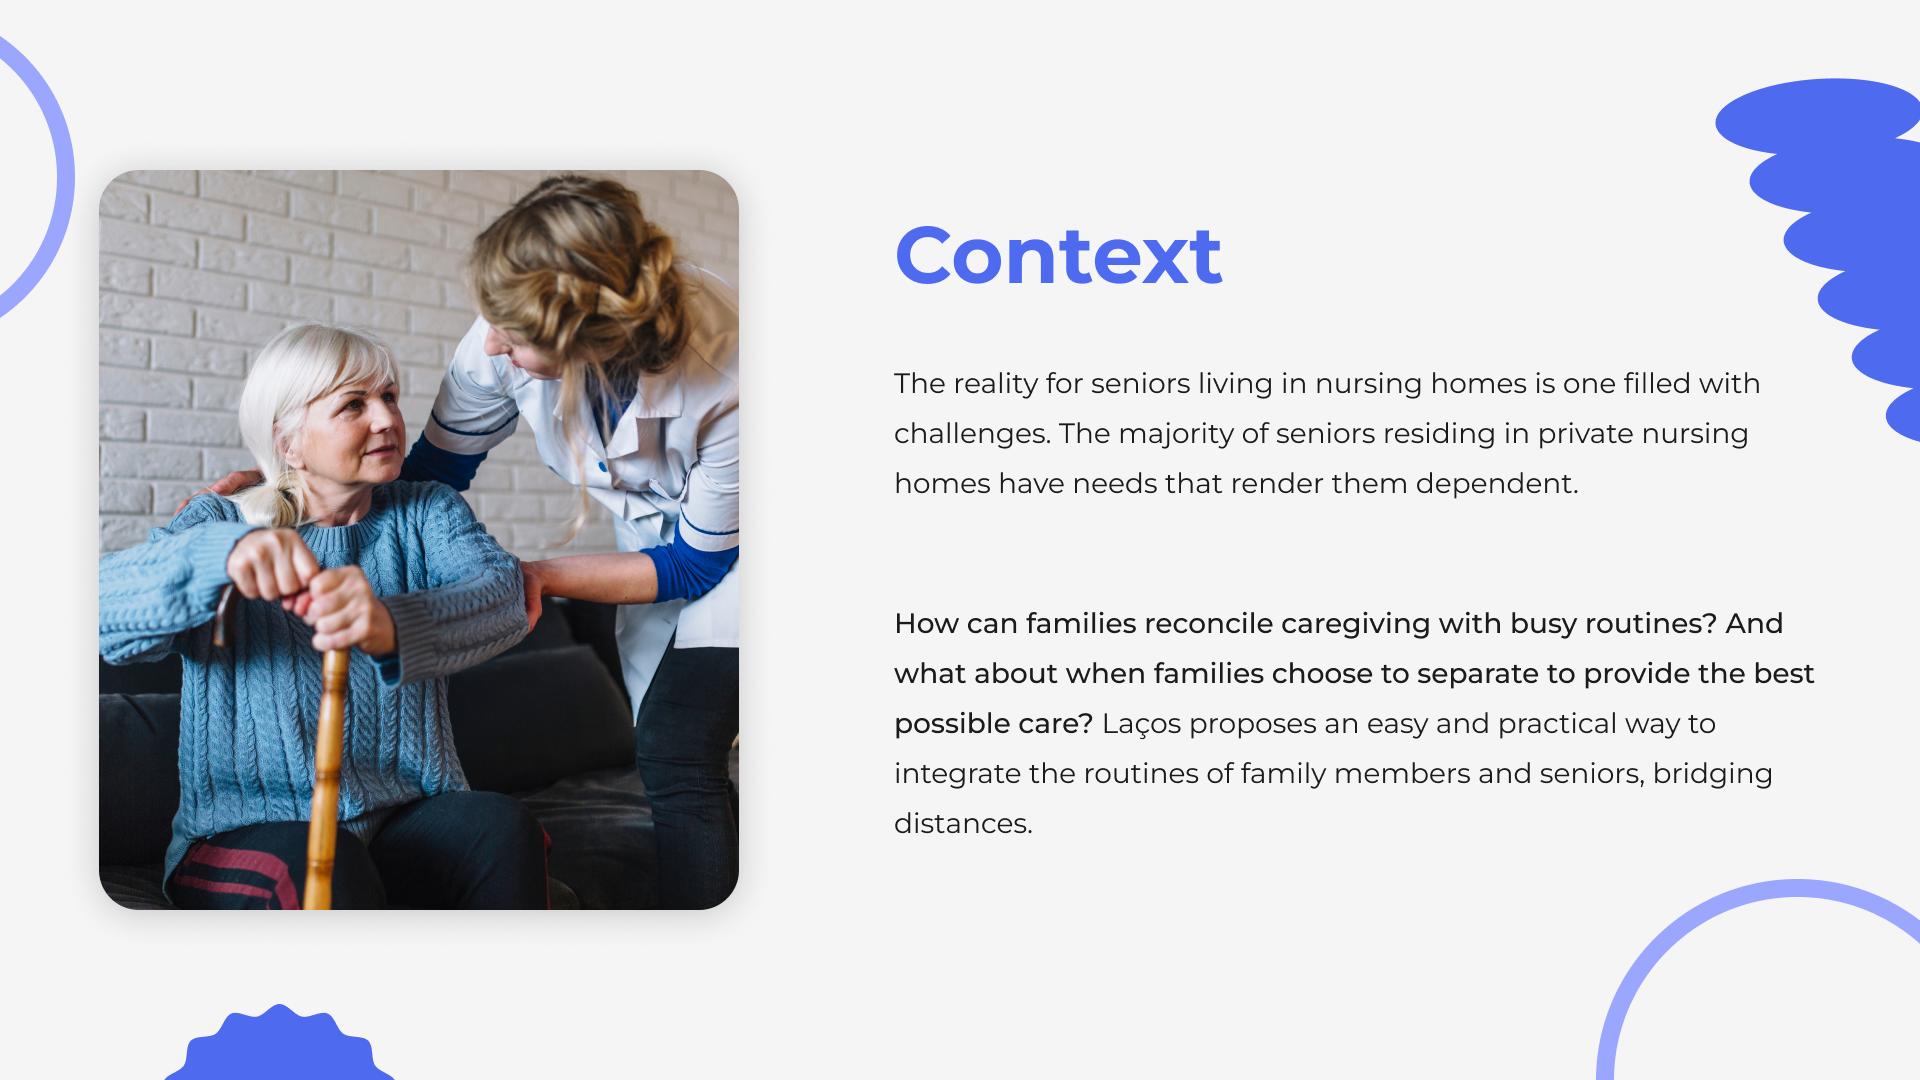 Context
The reality for seniors living in nursing homes is one filled with
challenges. The majority of seniors residing in private nursing
homes have needs that render them dependent.
How can families reconcile caregiving with busy routines? And
what about when families choose to separate to provide the best
possible care? Laços proposes an easy and practical way to
integrate the routines of family members and seniors, bridging
distances.